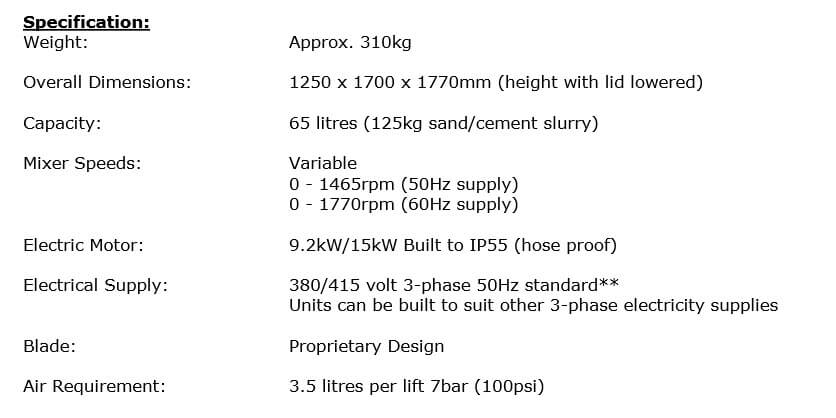 Specification:
Weight: Approx. 310kg
Overall Dimensions: 1250 x 1700 x 1770mm (height with lid lowered)
Capacity: 65 litres (125kg sand/cement slurry)
Mixer Speeds: Variable
0 - 1465rpm (50Hz supply)
0 - 1770rpm (60Hz supply)
Electric Motor: 9.2kW/15kW Built to IP55 (hose proof)
Electrical Supply: 380/415 volt 3-phase 50Hz standard**
Units can be built to suit other 3-phase electricity supplies
Blade: Proprietary Design
Air Requirement: 3.5 litres per lift 7bar (100psi)